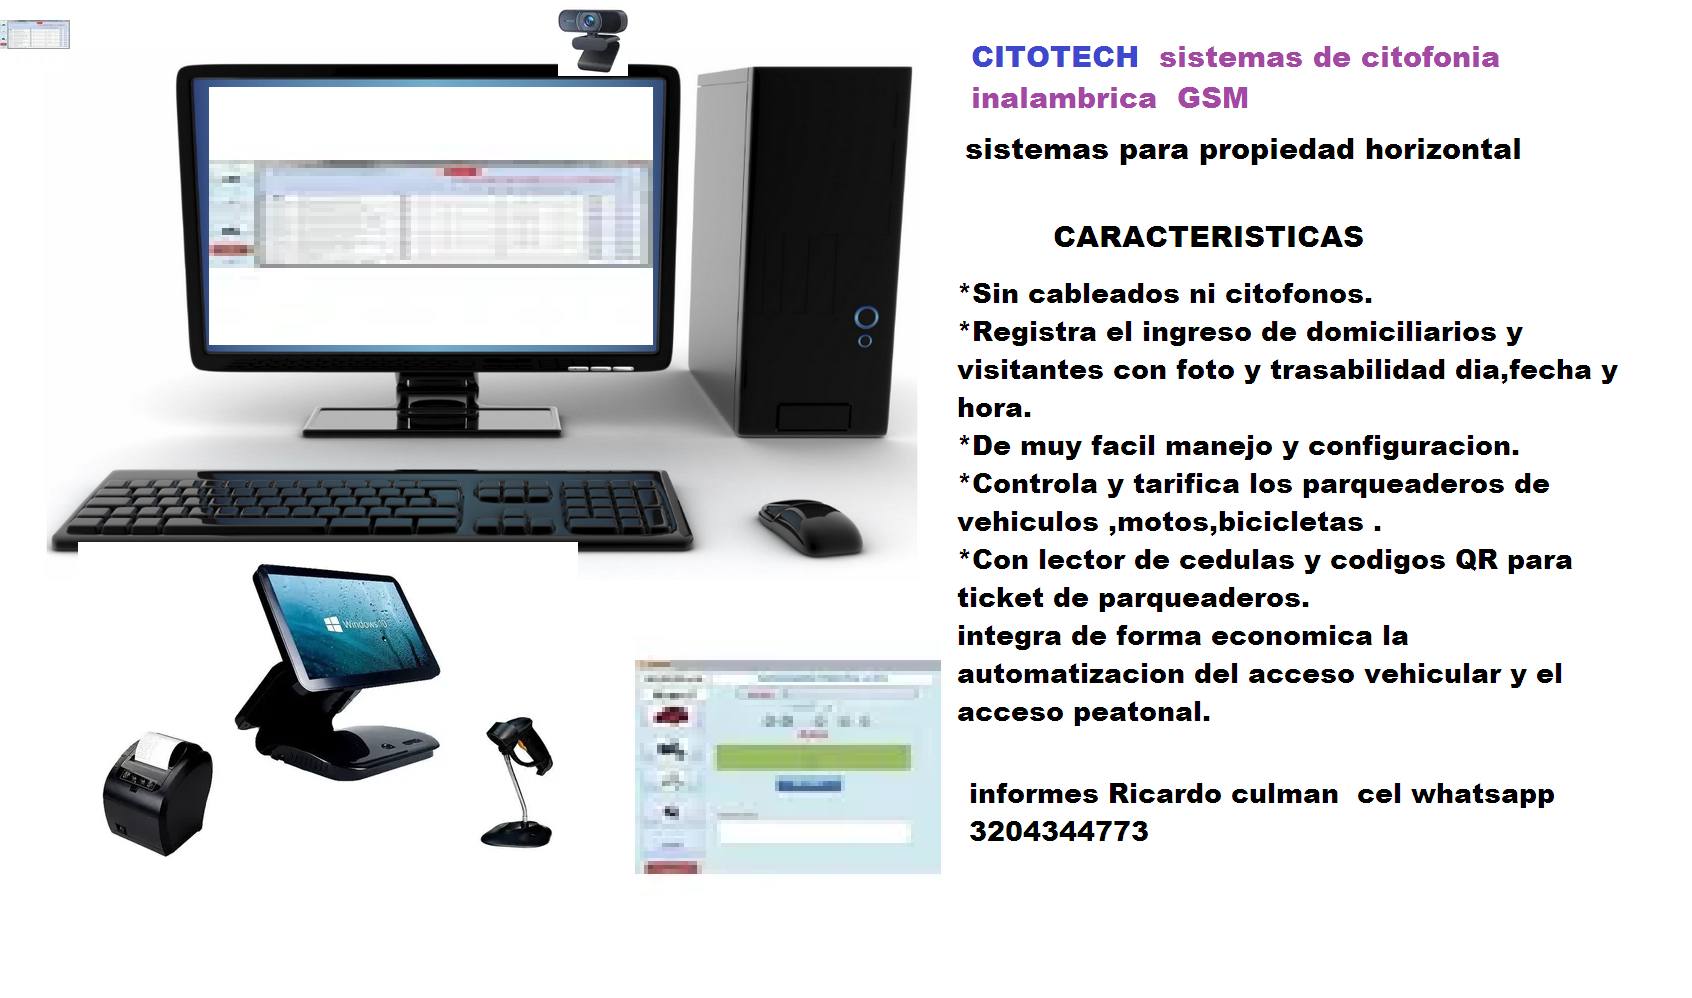 CITOTECH sistemas de citofonia
inalambrica GSM
sistemas para propiedad horizontal
CARACTERISTICAS
*Sin cableados ni citofonos.
*Registra el ingreso de domiciliarios y
visitantes con foto y trasabilidad dia,fecha y
hora.
*De muy facil manejo y configuracion.
*Controla y tarifica los parqueaderos de
vehiculos ,motos,bicicletas .
*Con lector de cedulas y codigos QR para
ticket de parqueaderos.
integra de forma economica la
automatizacion del acceso vehicular y el
acceso peatonal.
informes Ricardo culman cel whatsapp
3204344773
Windows 10